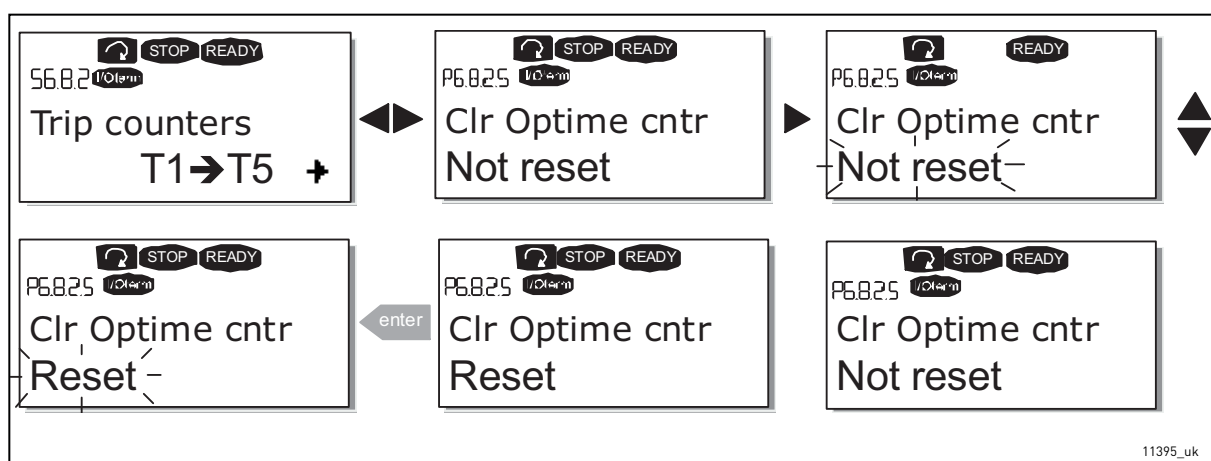 STOP READY
S6.8.2 I/Oterm
Trip counters
T1➔T5
STOP READY
P6.8.2.5 I/Oterm
Clr Optime cntr
Not reset
READY
P6.8.2.5 I/Oterm
Clr Optime cntr
Not reset
STOP READY
P6.8.2.5 I/Oterm
Clr Optime cntr
Reset
enter
STOP READY
P6.8.2.5 I/Oterm
Clr Optime cntr
Reset
STOP READY
P6.8.2.5 I/Oterm
Clr Optime cntr
Not reset
11395_uk